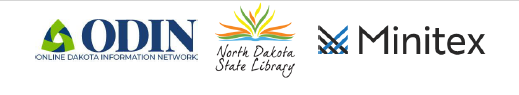 ODIN
ONLINE DAKOTA INFORMATION NETWORK
North Dakota
State Library
Minitex